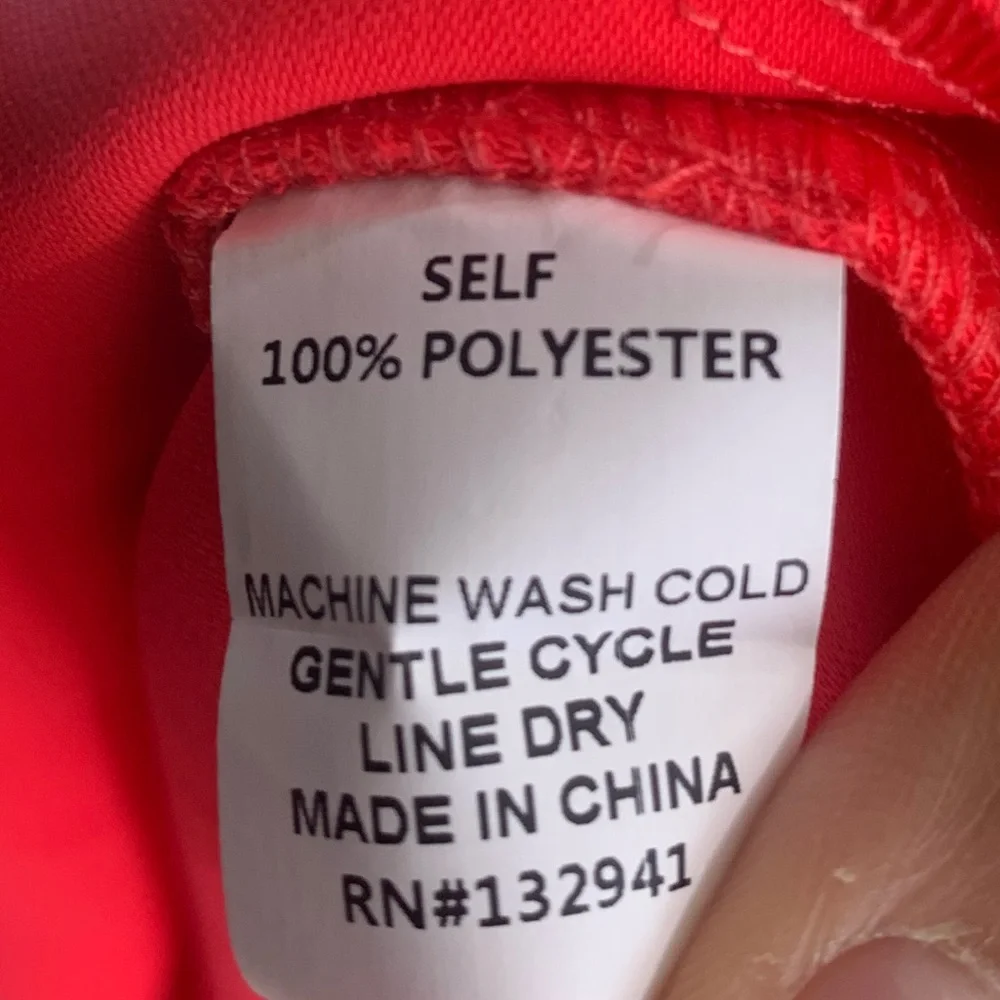 SELF
100% POLYESTER
MACHINE WASH COLD
GENTLE CYCLE
LINE DRY
MADE IN CHINA
RN#132941